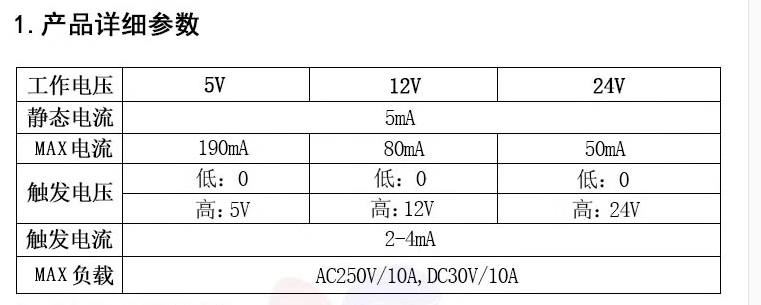 1.产品详细参数
工作电压 5V 12V 24V
静态电流 5mA
MAX电流 190mA 80mA 50mA
触发电压 低: 0 低: 0 低: 0
高: 5V 高: 12V 高: 24V
触发电流 2-4mA
MAX负载 AC250V/10A,DC30V/10A